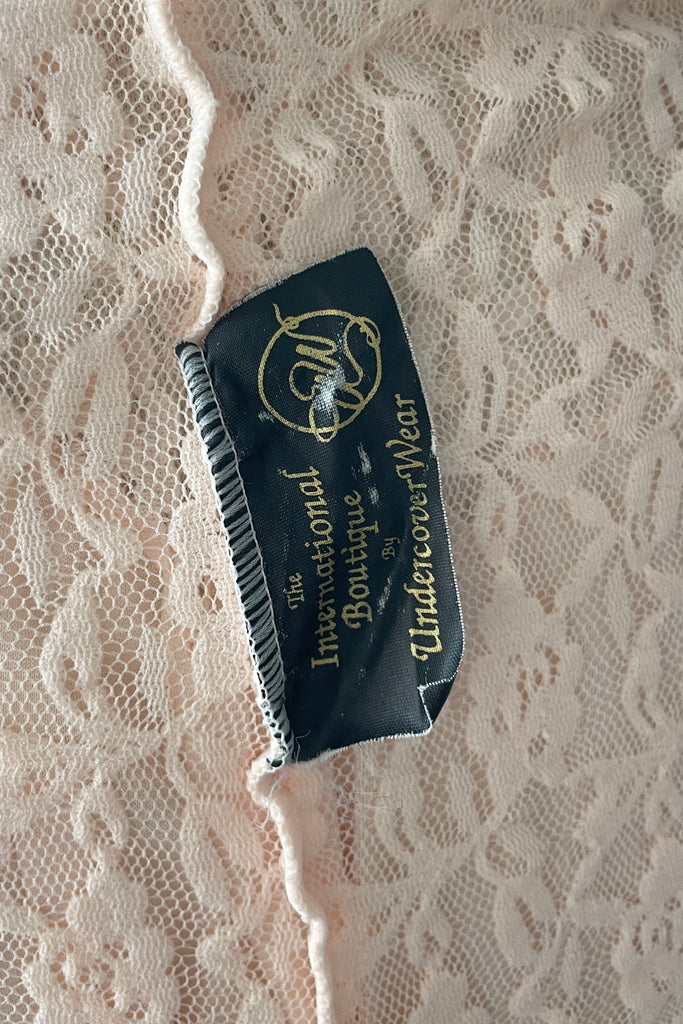 The
International
Boutique
By
UndercoverWear